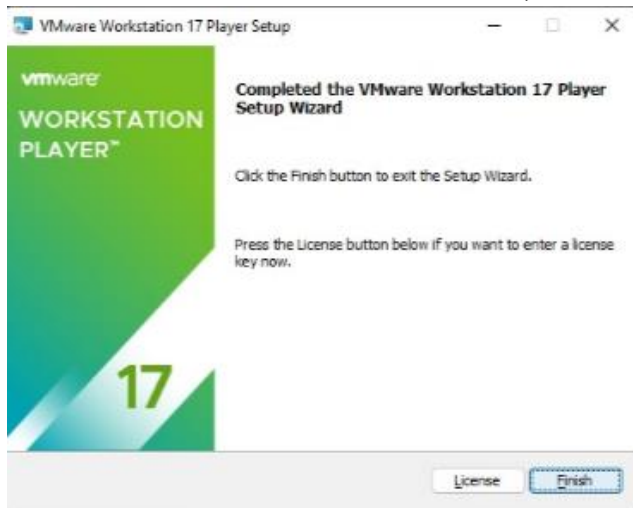 VMware Workstation 17 Player Setup
vmware
WORKSTATION
PLAYER™
17
Completed the VMware Workstation 17 Player
Setup Wizard
Click the Finish button to exit the Setup Wizard.
Press the License button below if you want to enter a license
key now.
License
Finish